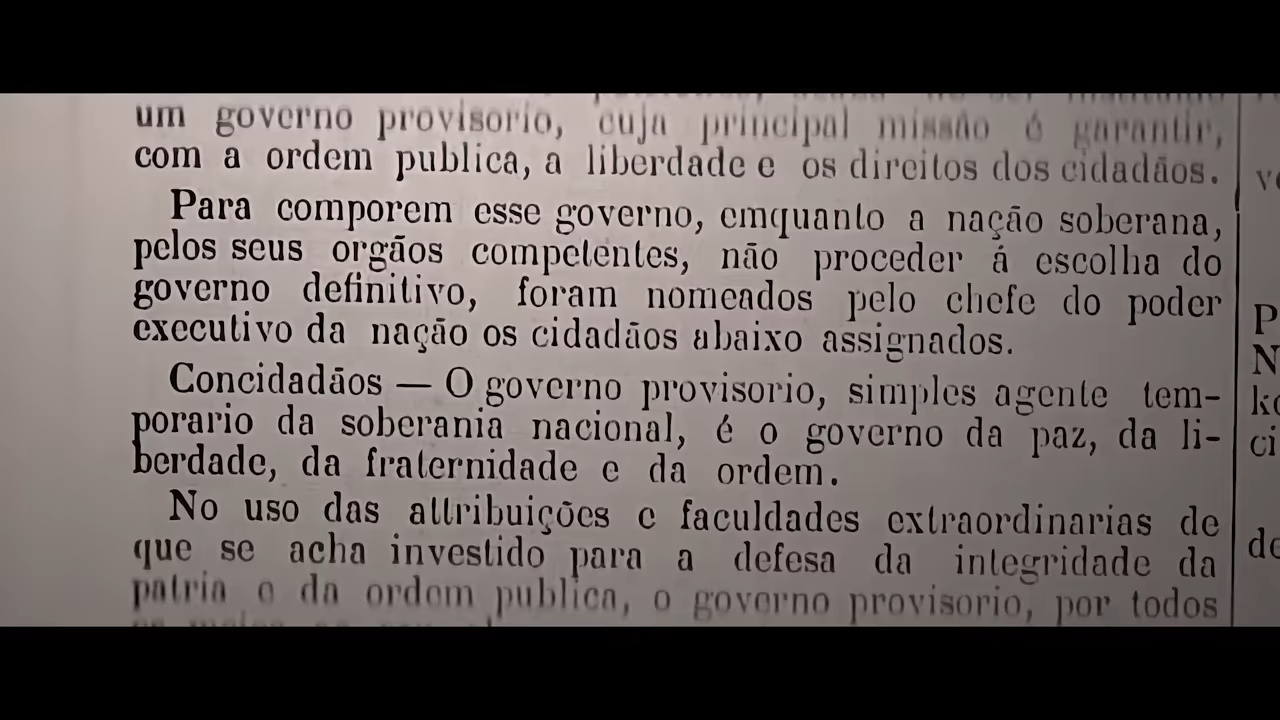 um governo provisorio, cuja principal missão é garantir,
com a ordem publica, a liberdade e os direitos dos cidadãos.
Para comporem esse governo, emquanto a nação soberana,
pelos seus orgãos competentes, não proceder á escolha do
governo definitivo, foram nomeados pelo chefe do poder
executivo da nação os cidadãos abaixo assignados.
Concidadãos — O governo provisorio, simples agente tem-
porario da soberania nacional, é o governo da paz, da li-
berdade, da fraternidade e da ordem.
No uso das attribuições e faculdades extraordinarias de
que se acha investido para a defesa da integridade da
patria e da ordem publica, o governo provisorio, por todos